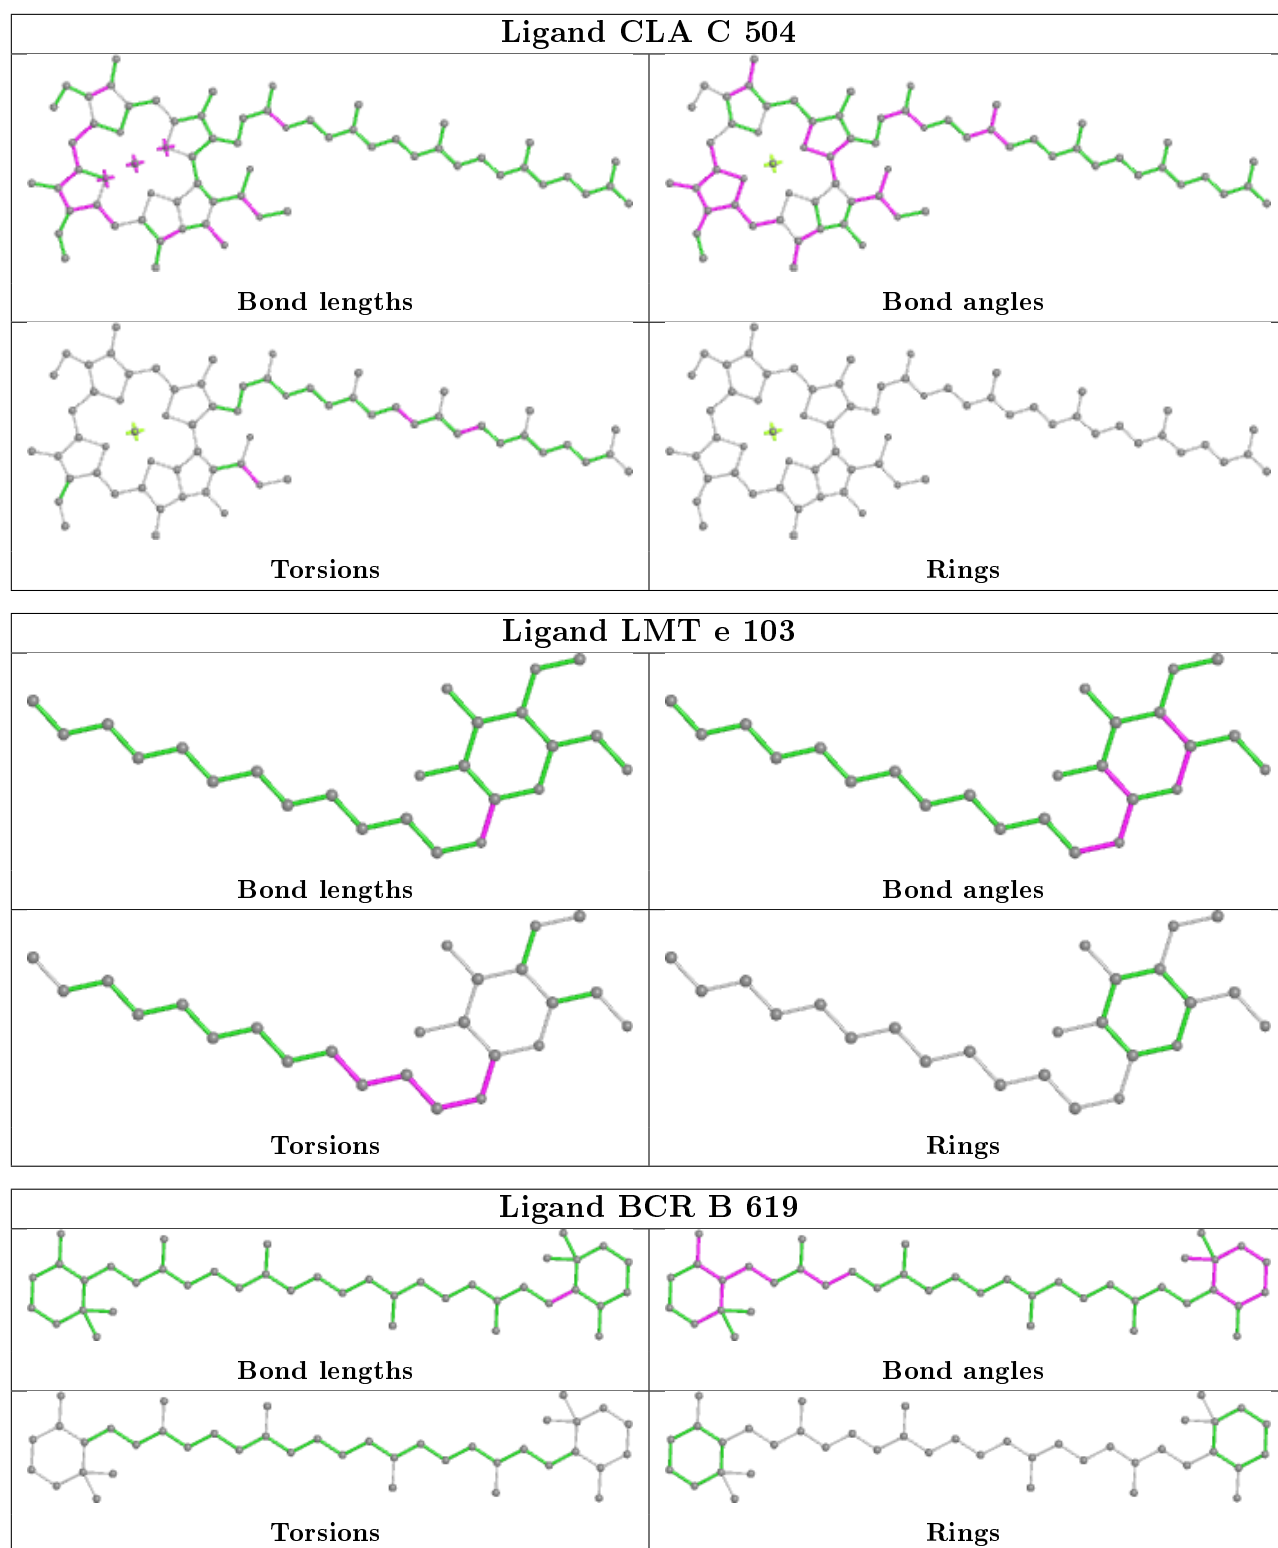 Ligand CLA C 504
Bond lengths
Bond angles
Torsions
Rings
Ligand LMT e 103
Bond lengths
Bond angles
Torsions
Rings
Ligand BCR B 619
Bond lengths
Bond angles
Torsions
Rings